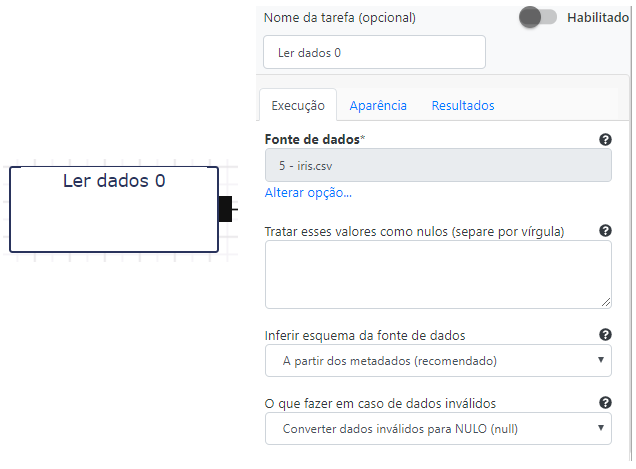 Ler dados 0
Nome da tarefa (opcional)
Habilitado
Ler dados 0
Execução
Aparência
Resultados
Fonte de dados*
5 - iris.csv
Alterar opção...
Tratar esses valores como nulos (separe por vírgula)
Inferir esquema da fonte de dados
A partir dos metadados (recomendado)
O que fazer em caso de dados inválidos
Converter dados inválidos para NULO (null)